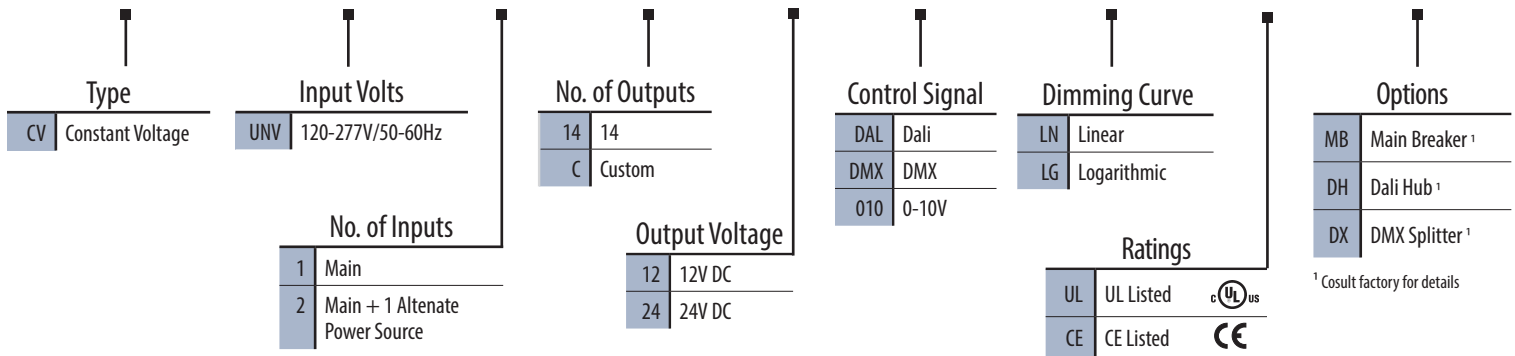 Type
CV Constant Voltage
Input Volts
UNV 120-277V/50-60Hz
No. of Inputs
1 Main
2 Main + 1 Altenate
Power Source
No. of Outputs
14 14
C Custom
Output Voltage
12 12V DC
24 24V DC
Control Signal
DAL Dali
DMX DMX
010 0-10V
Dimming Curve
LN Linear
LG Logarithmic
Ratings
UL UL Listed c UL us
CE CE Listed CE
Options
MB Main Breaker ¹
DH Dali Hub ¹
DX DMX Splitter ¹
¹ Cosult factory for details